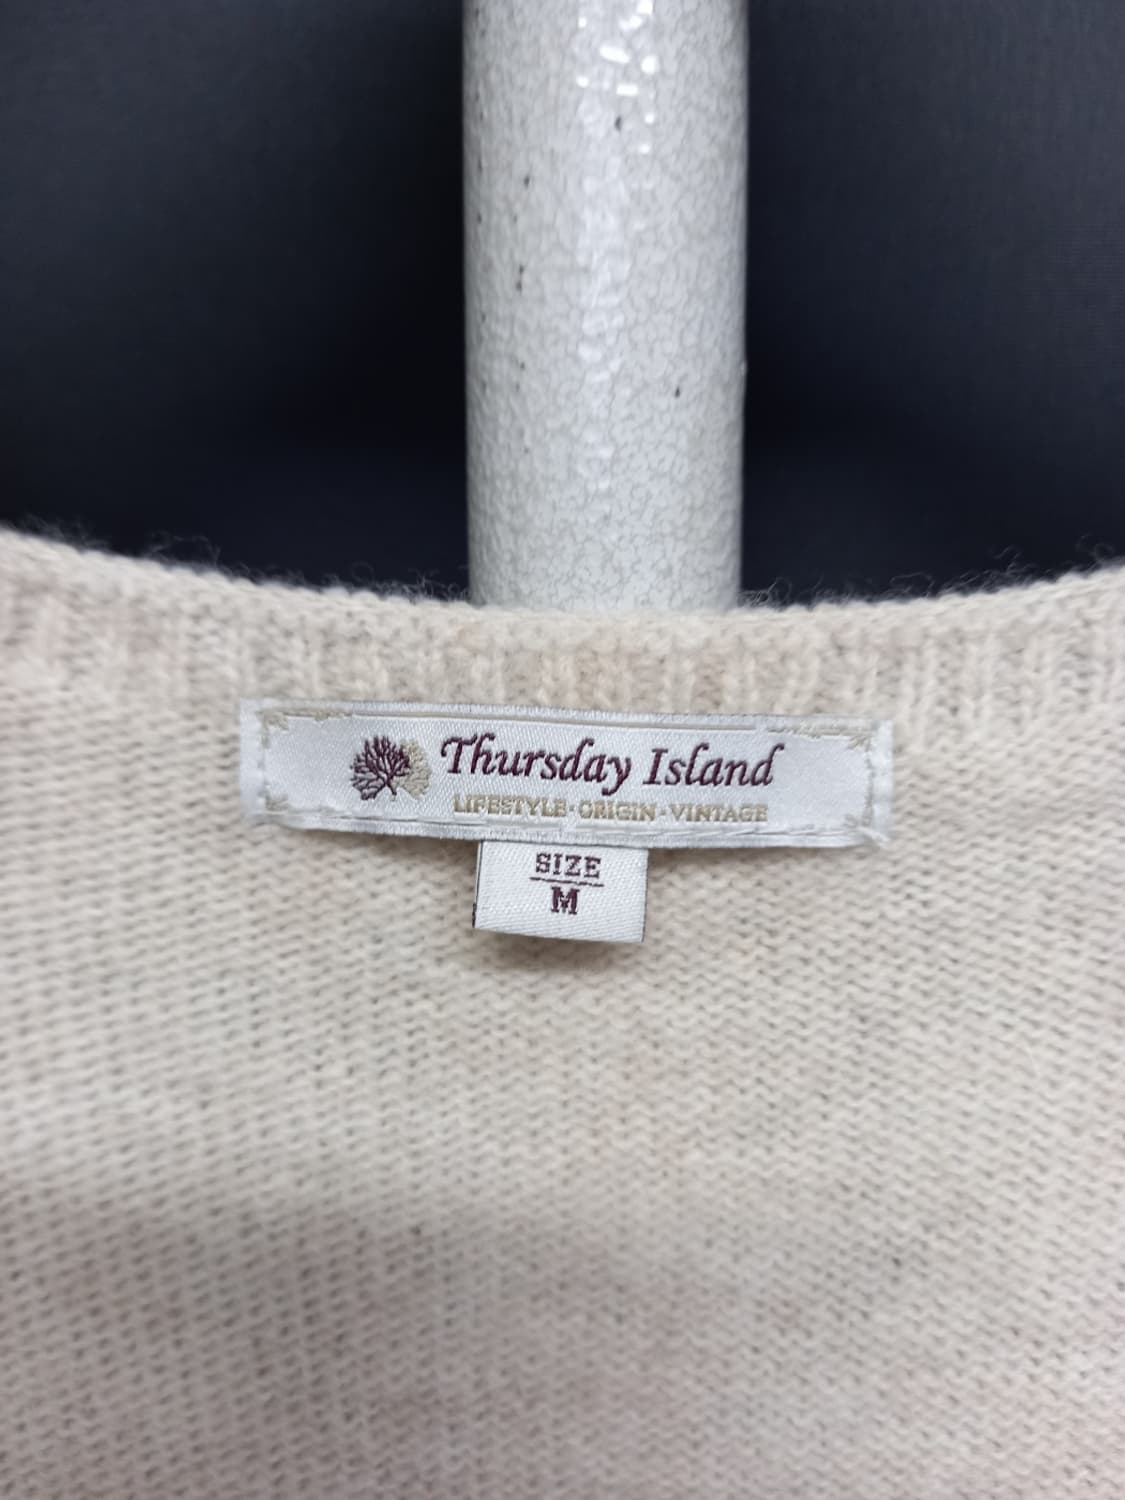 Thursday Island
LIFESTYLE·ORIGIN·VINTAGE
SIZE
M